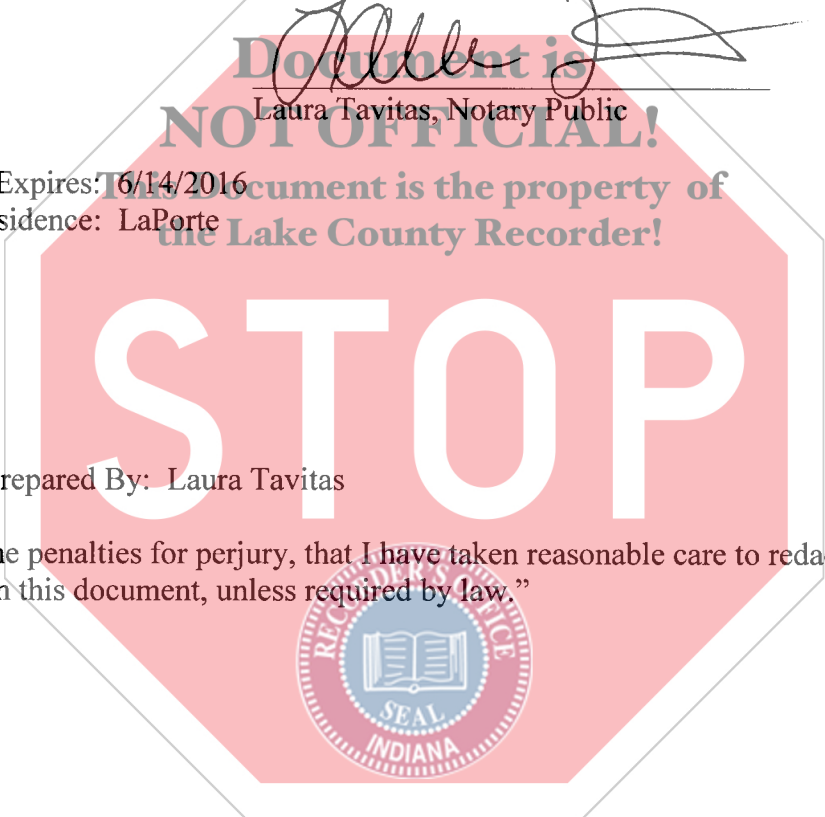 Document is
Laura Tavitas, Notary Public
NOT OFFICIAL!
Expires: 6/14/2016
This Document is the property of
sidence: LaPorte
the Lake County Recorder!
STOP
repared By: Laura Tavitas
e penalties for perjury, that I have taken reasonable care to reda
this document, unless required by law.”
RECORDER'S OFFICE
SEAL
INDIANA